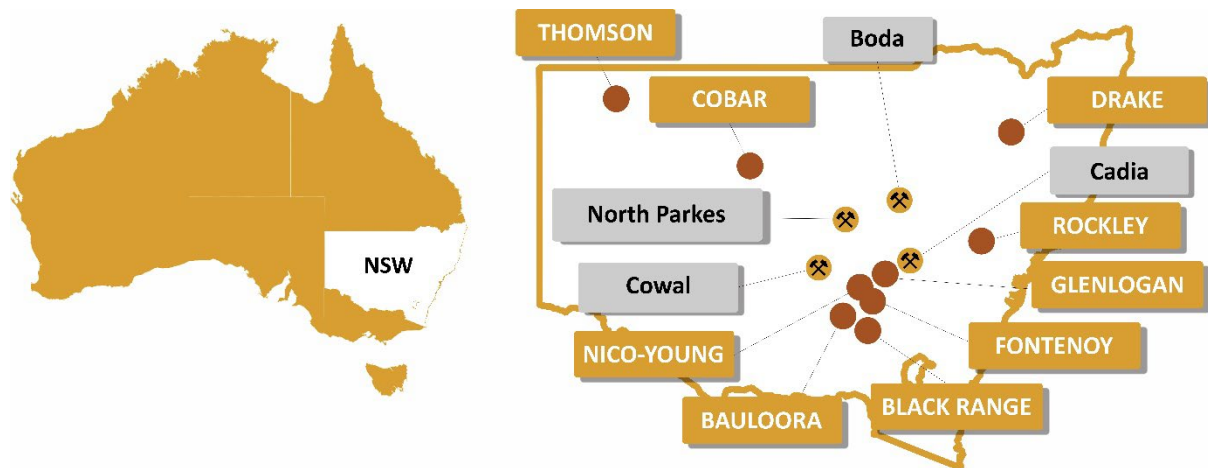 NSW
THOMSON
Boda
COBAR
DRAKE
North Parkes
Cadia
Cowal
ROCKLEY
GLENLOGAN
NICO-YOUNG
FONTENOY
BAULOORA
BLACK RANGE